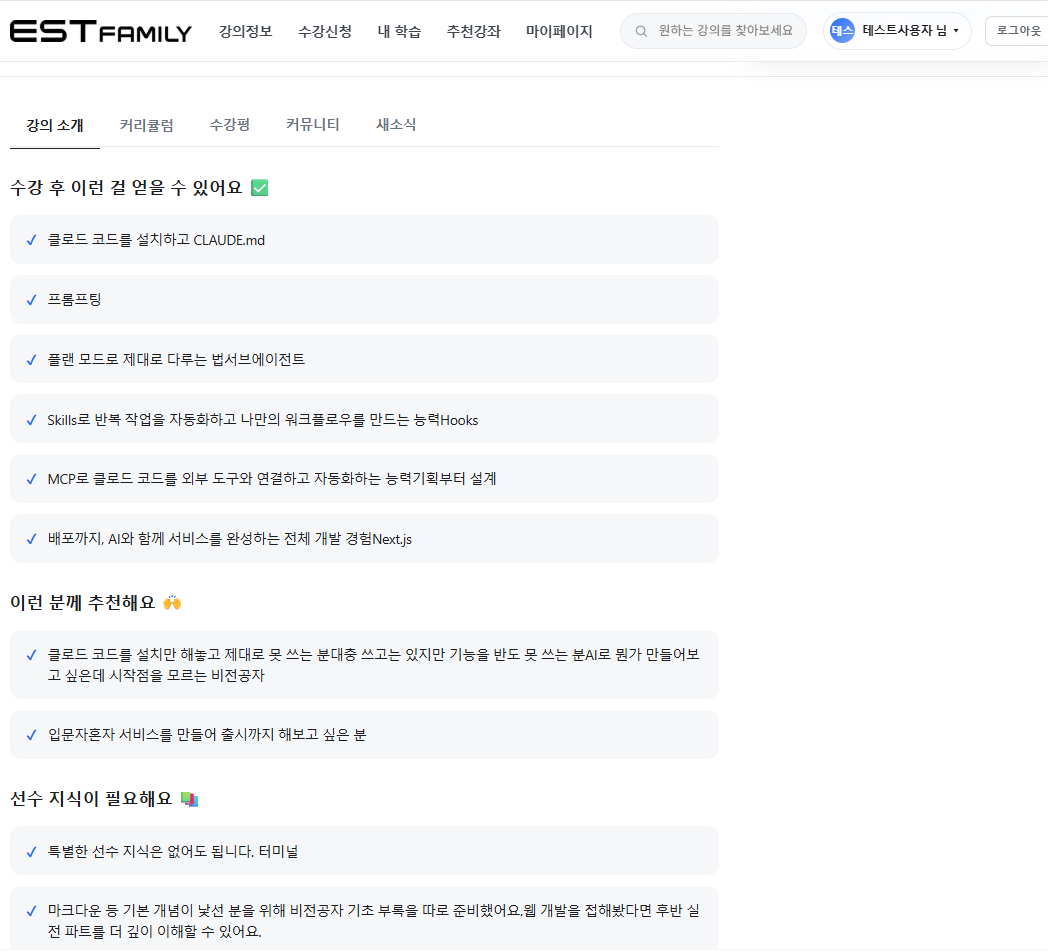 EST FAMILY 강의정보 수강신청 내 학습 추천강좌 마이페이지 원하는 강의를 찾아보세요 테스 테스트사용자 님 로그아웃
강의 소개 커리큘럼 수강평 커뮤니티 새소식
수강 후 이런 걸 얻을 수 있어요 ✅
✓ 클로드 코드를 설치하고 CLAUDE.md
✓ 프롬프팅
✓ 플랜 모드로 제대로 다루는 법서브에이전트
✓ Skills로 반복 작업을 자동화하고 나만의 워크플로우를 만드는 능력Hooks
✓ MCP로 클로드 코드를 외부 도구와 연결하고 자동화하는 능력기획부터 설계
✓ 배포까지, AI와 함께 서비스를 완성하는 전체 개발 경험Next.js
이런 분께 추천해요 🙌
✓ 클로드 코드를 설치만 해놓고 제대로 못 쓰는 분대충 쓰고는 있지만 기능을 반도 못 쓰는 분AI로 뭔가 만들어보
고 싶은데 시작점을 모르는 비전공자
✓ 입문자혼자 서비스를 만들어 출시까지 해보고 싶은 분
선수 지식이 필요해요 📚
✓ 특별한 선수 지식은 없어도 됩니다. 터미널
✓ 마크다운 등 기본 개념이 낯선 분을 위해 비전공자 기초 부록을 따로 준비했어요.웹 개발을 접해봤다면 후반 실
전 파트를 더 깊이 이해할 수 있어요.